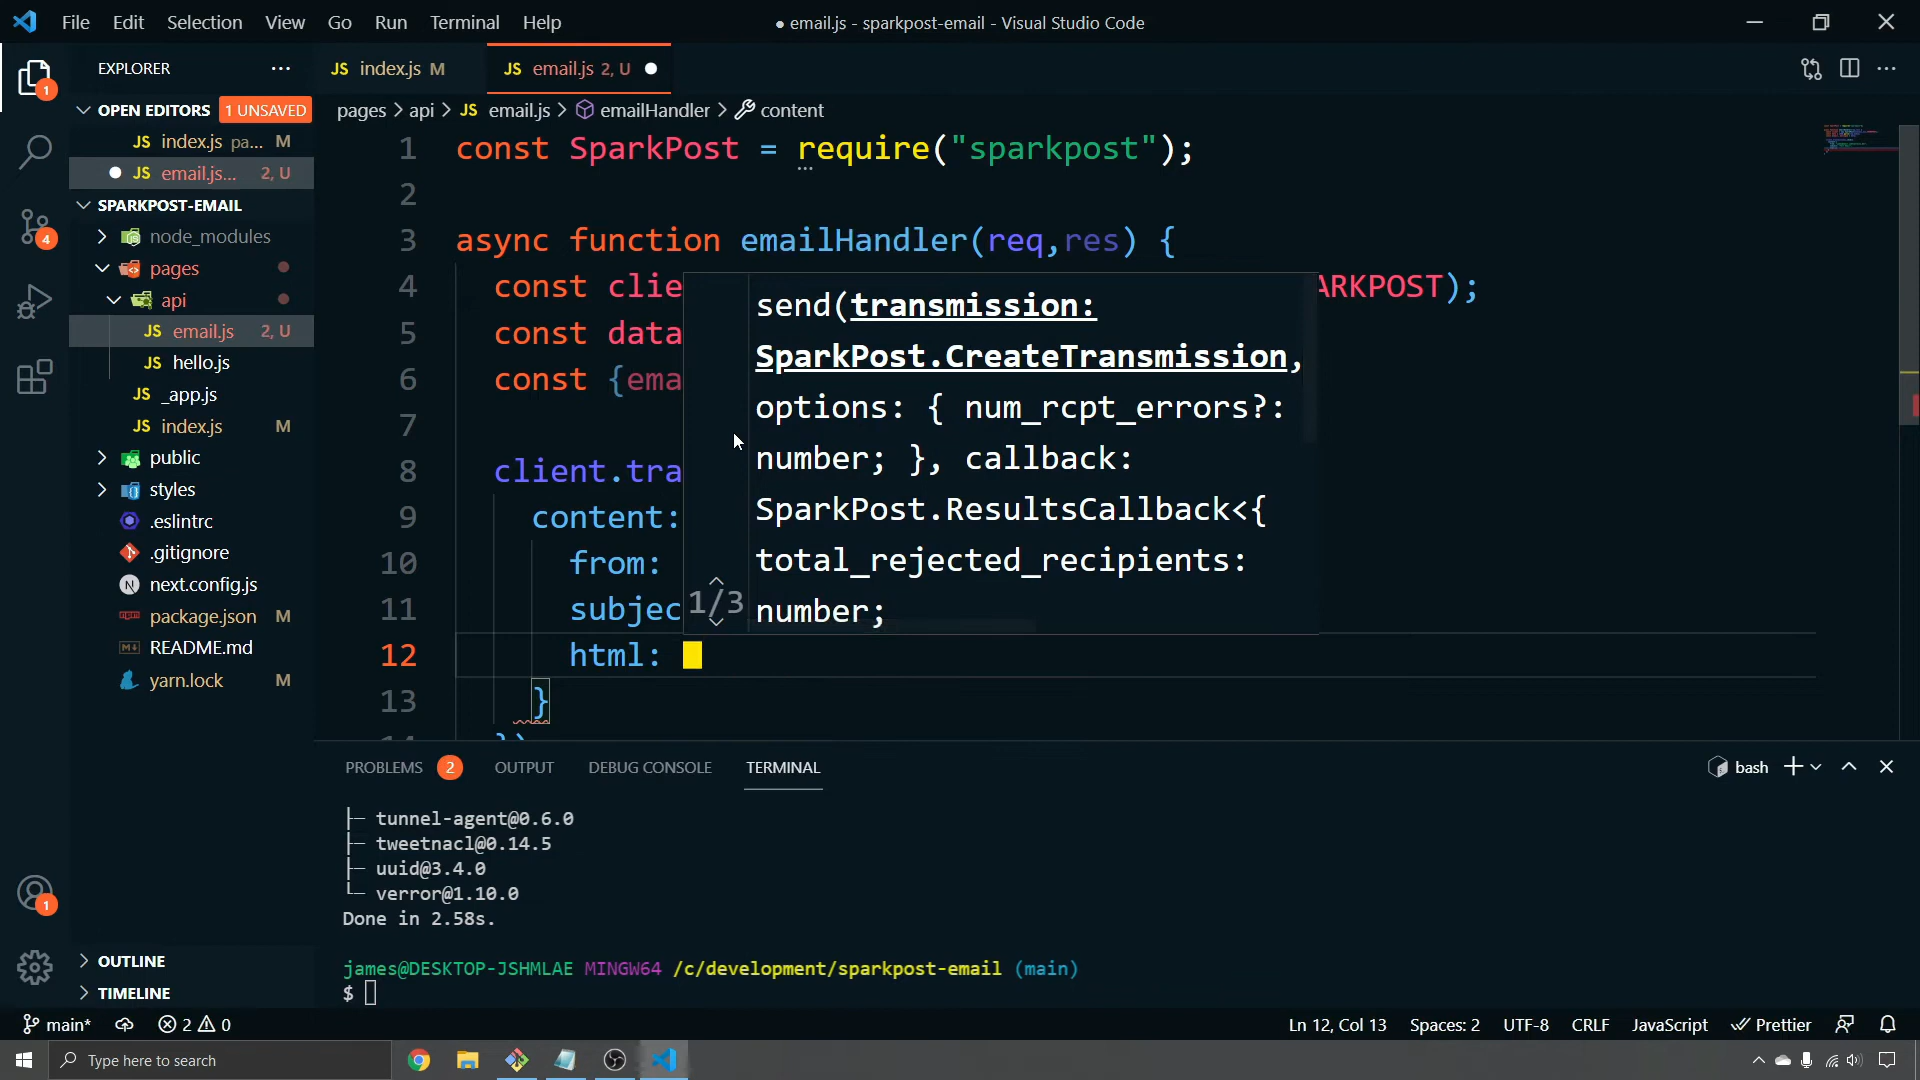 File Edit Selection View Go Run Terminal Help
● email.js - sparkpost-email - Visual Studio Code
EXPLORER
JS index.js M
JS email.js 2, U
OPEN EDITORS 1 UNSAVED
JS index.js pa... M
JS email.js... 2, U
SPARKPOST-EMAIL
node_modules
pages
api
JS email.js 2, U
JS hello.js
JS _app.js
JS index.js M
public
styles
.eslintrc
.gitignore
N next.config.js
package.json M
README.md
yarn.lock M
OUTLINE
TIMELINE
1
4
1
pages > api > JS email.js > emailHandler > content
1 const SparkPost = require("sparkpost");
2
3 async function emailHandler(req,res) {
4 const clie ARKPOST);
5 const data
6 const {ema
7
8 client.tra
9 content:
10 from:
11 subjec
12 html:
13 }
send(transmission:
SparkPost.CreateTransmission,
options: { num_rcpt_errors?:
number; }, callback:
SparkPost.ResultsCallback<{
total_rejected_recipients:
number;
1/3
PROBLEMS 2 OUTPUT DEBUG CONSOLE TERMINAL
bash
├─ tunnel-agent@0.6.0
├─ tweetnacl@0.14.5
├─ uuid@3.4.0
└─ verror@1.10.0
Done in 2.58s.
james@DESKTOP-JSHMLAE MINGW64 /c/development/sparkpost-email (main)
$
main* 2 0
Ln 12, Col 13 Spaces: 2 UTF-8 CRLF JavaScript Prettier
Type here to search